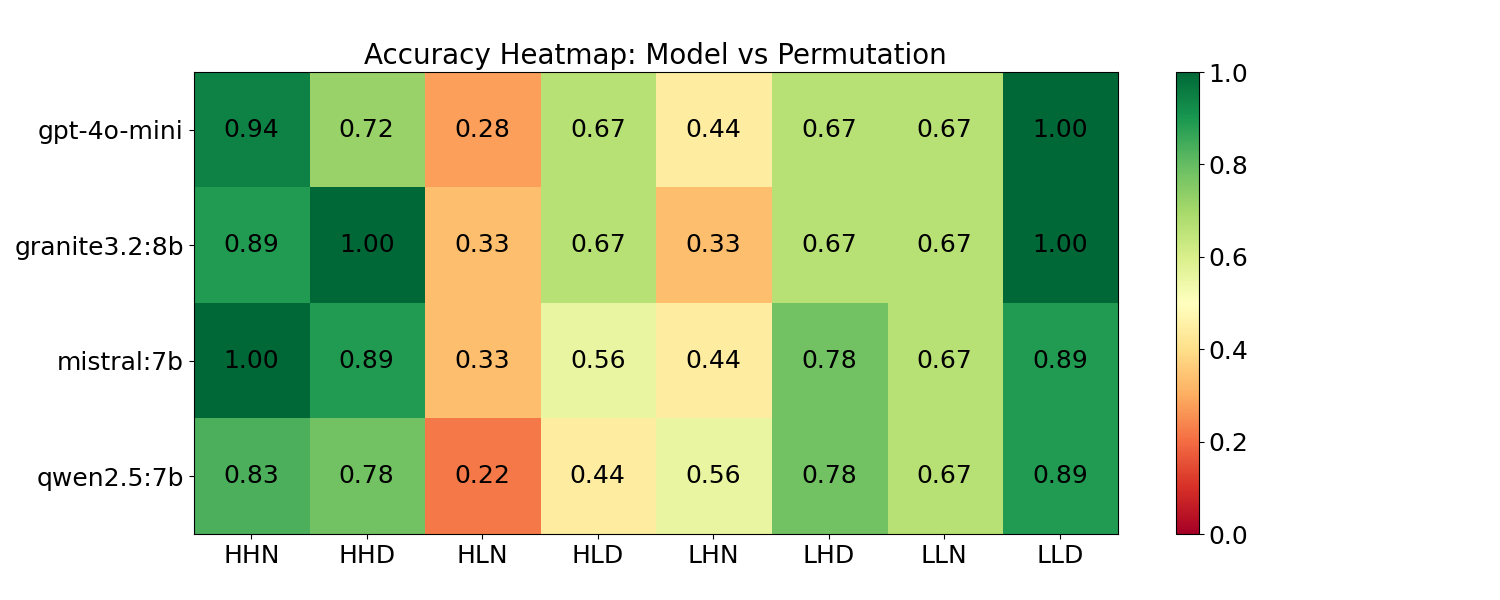 Accuracy Heatmap: Model vs Permutation
gpt-4o-mini 0.94 0.72 0.28 0.67 0.44 0.67 0.67 1.00
granite3.2:8b 0.89 1.00 0.33 0.67 0.33 0.67 0.67 1.00
mistral:7b 1.00 0.89 0.33 0.56 0.44 0.78 0.67 0.89
qwen2.5:7b 0.83 0.78 0.22 0.44 0.56 0.78 0.67 0.89
HHN HHD HLN HLD LHN LHD LLN LLD
1.0
0.8
0.6
0.4
0.2
0.0